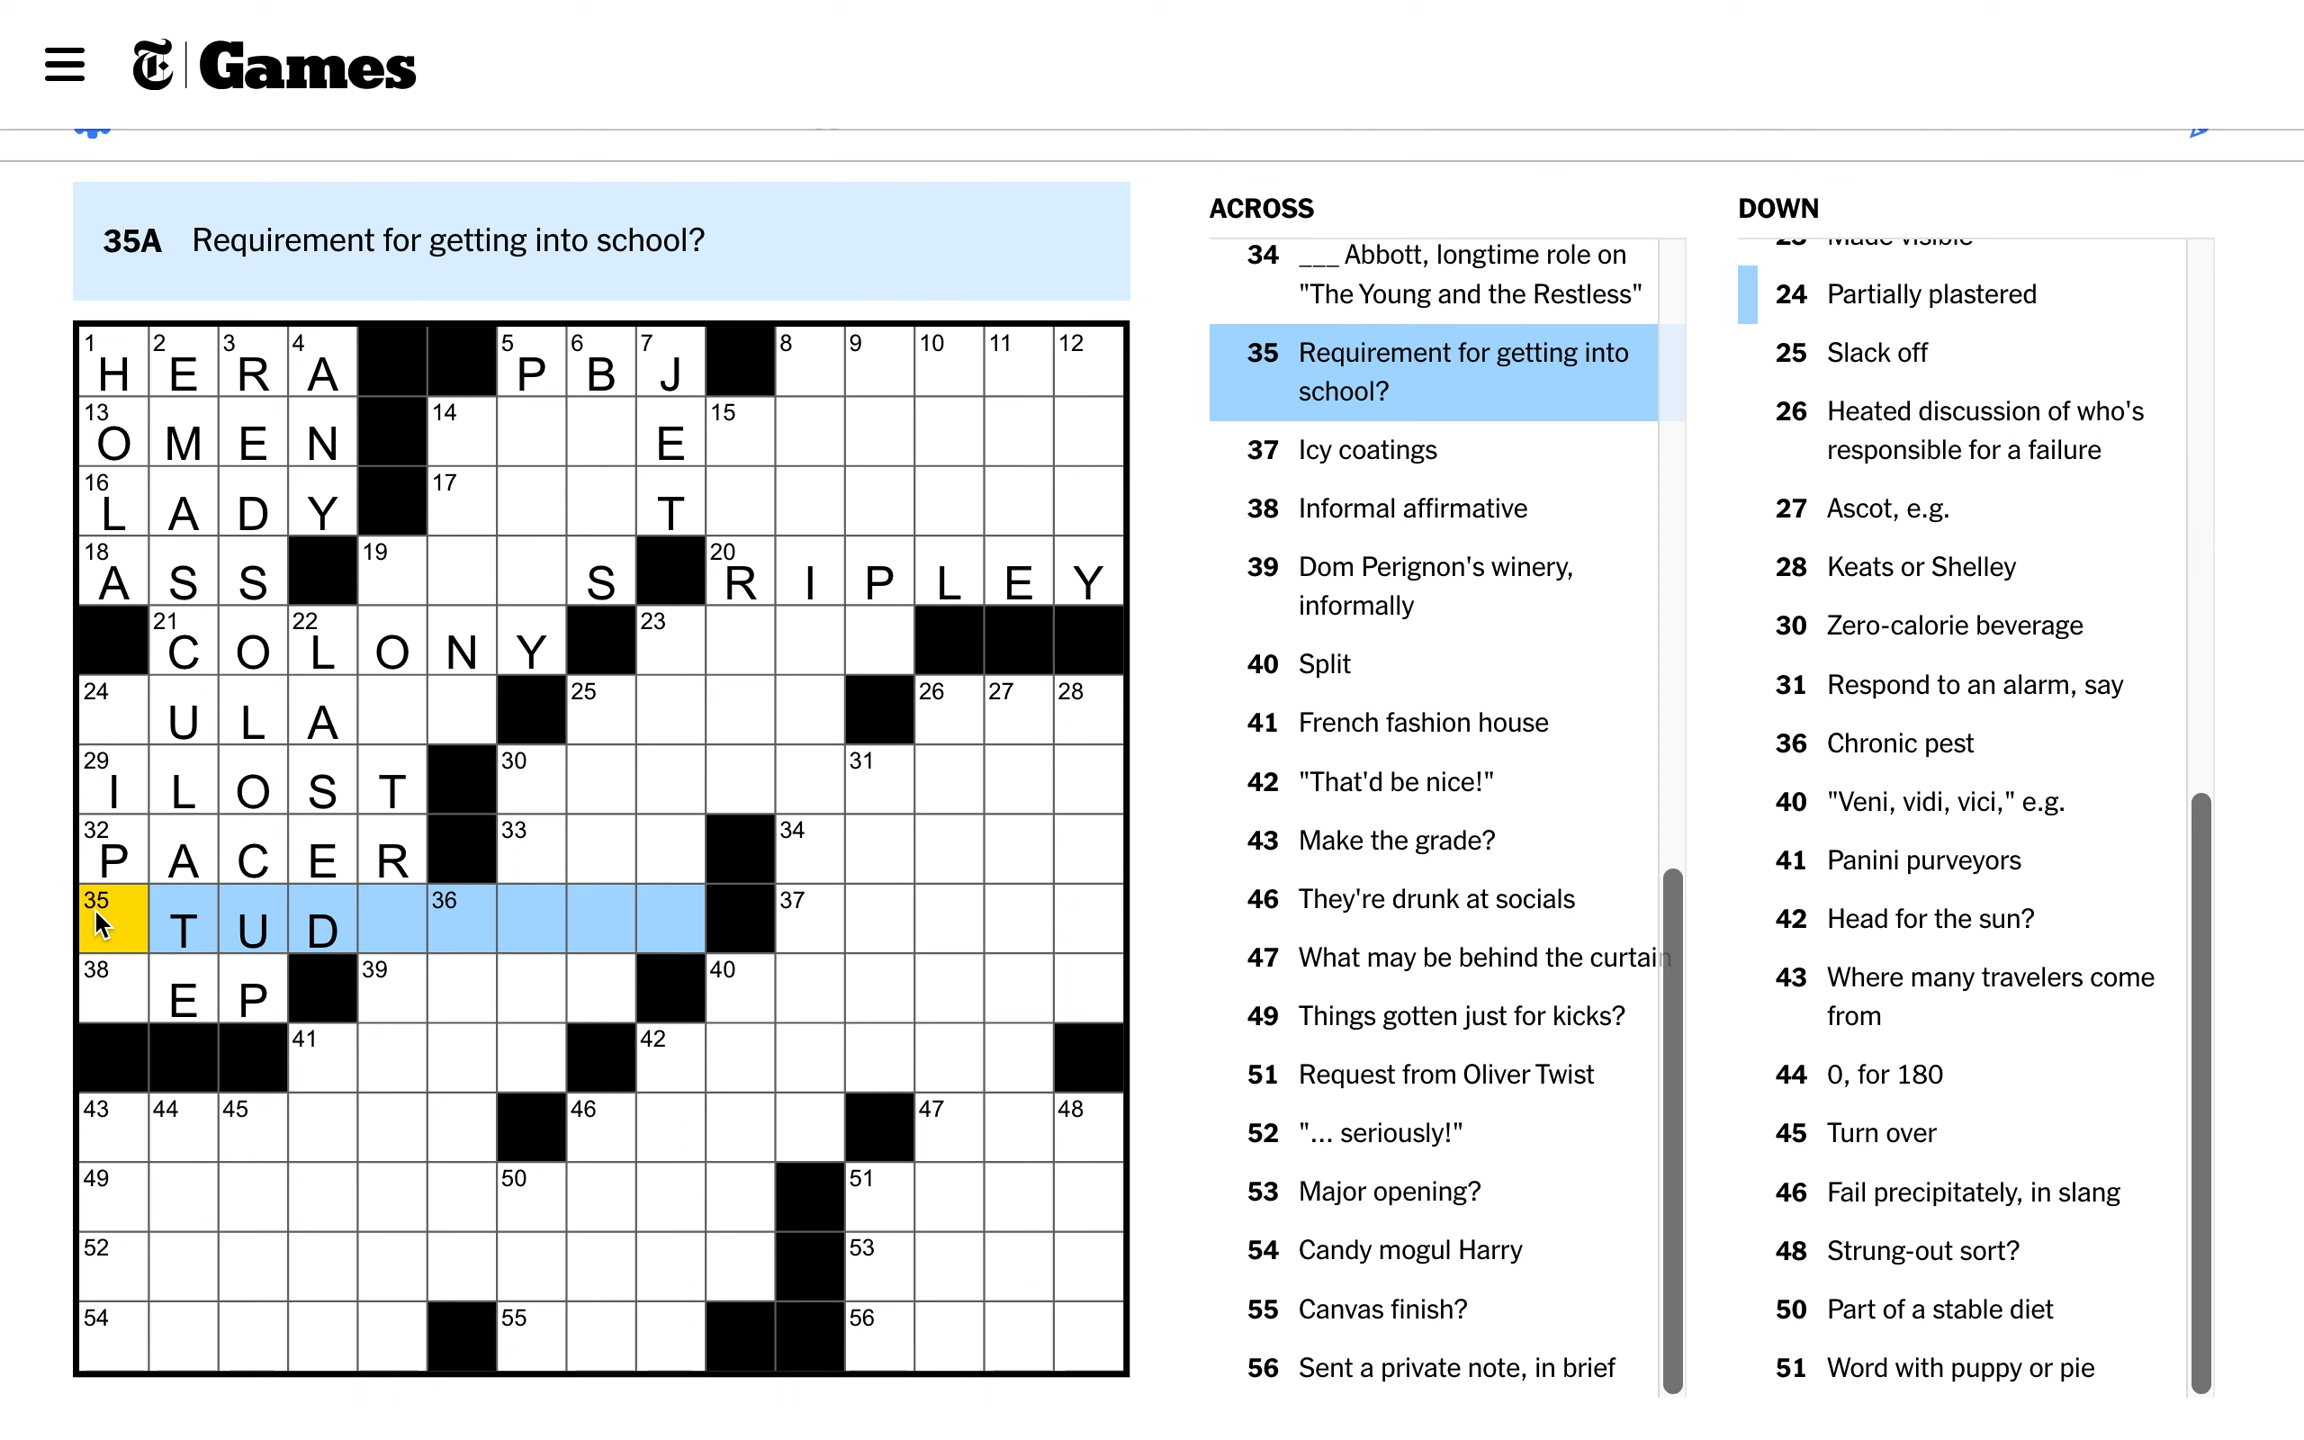 T Games
35A Requirement for getting into school?
1 H 2 E 3 R 4 A 5 P 6 B 7 J 8 9 10 11 12
13 O M E N 14 E 15
16 L A D Y 17 T
18 A S S 19 S 20 R I P L E Y
21 C O 22 L O N Y 23
24 U L A 25 26 27 28
29 I L O S T 30 31
32 P A C E R 33 34
35 T U D 36 37
38 E P 39 40
41 42
43 44 45 46 47 48
49 50 51
52 53
54 55 56
ACROSS
34 ___ Abbott, longtime role on
"The Young and the Restless"
35 Requirement for getting into
school?
37 Icy coatings
38 Informal affirmative
39 Dom Perignon's winery,
informally
40 Split
41 French fashion house
42 "That'd be nice!"
43 Make the grade?
46 They're drunk at socials
47 What may be behind the curtain
49 Things gotten just for kicks?
51 Request from Oliver Twist
52 "... seriously!"
53 Major opening?
54 Candy mogul Harry
55 Canvas finish?
56 Sent a private note, in brief
DOWN
23 Made visible
24 Partially plastered
25 Slack off
26 Heated discussion of who's
responsible for a failure
27 Ascot, e.g.
28 Keats or Shelley
30 Zero-calorie beverage
31 Respond to an alarm, say
36 Chronic pest
40 "Veni, vidi, vici," e.g.
41 Panini purveyors
42 Head for the sun?
43 Where many travelers come
from
44 0, for 180
45 Turn over
46 Fail precipitately, in slang
48 Strung-out sort?
50 Part of a stable diet
51 Word with puppy or pie